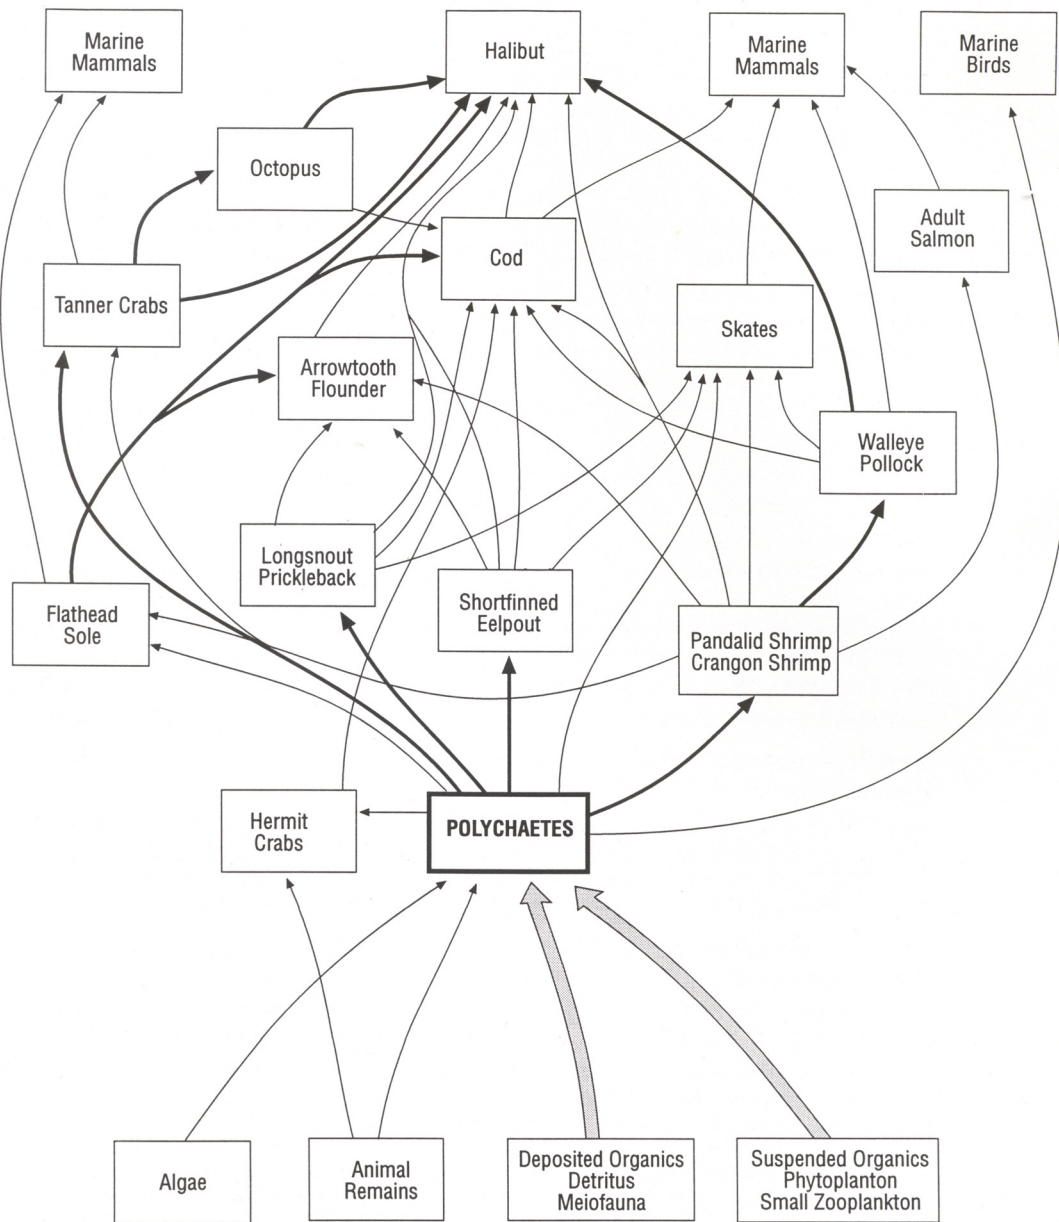 Marine
Mammals
Halibut
Marine
Mammals
Marine
Birds
Octopus
Adult
Salmon
Cod
Tanner Crabs
Skates
Arrowtooth
Flounder
Walleye
Pollock
Longsnout
Prickleback
Shortfinned
Eelpout
Flathead
Sole
Pandalid Shrimp
Crangon Shrimp
Hermit
Crabs
POLYCHAETES
Algae
Animal
Remains
Deposited Organics
Detritus
Meiofauna
Suspended Organics
Phytoplanton
Small Zooplankton